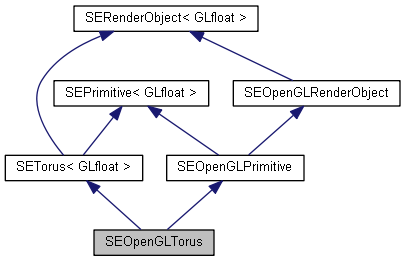 SERenderObject< GLfloat >
SEPrimitive< GLfloat >
SEOpenGLRenderObject
SETorus< GLfloat >
SEOpenGLPrimitive
SEOpenGLTorus